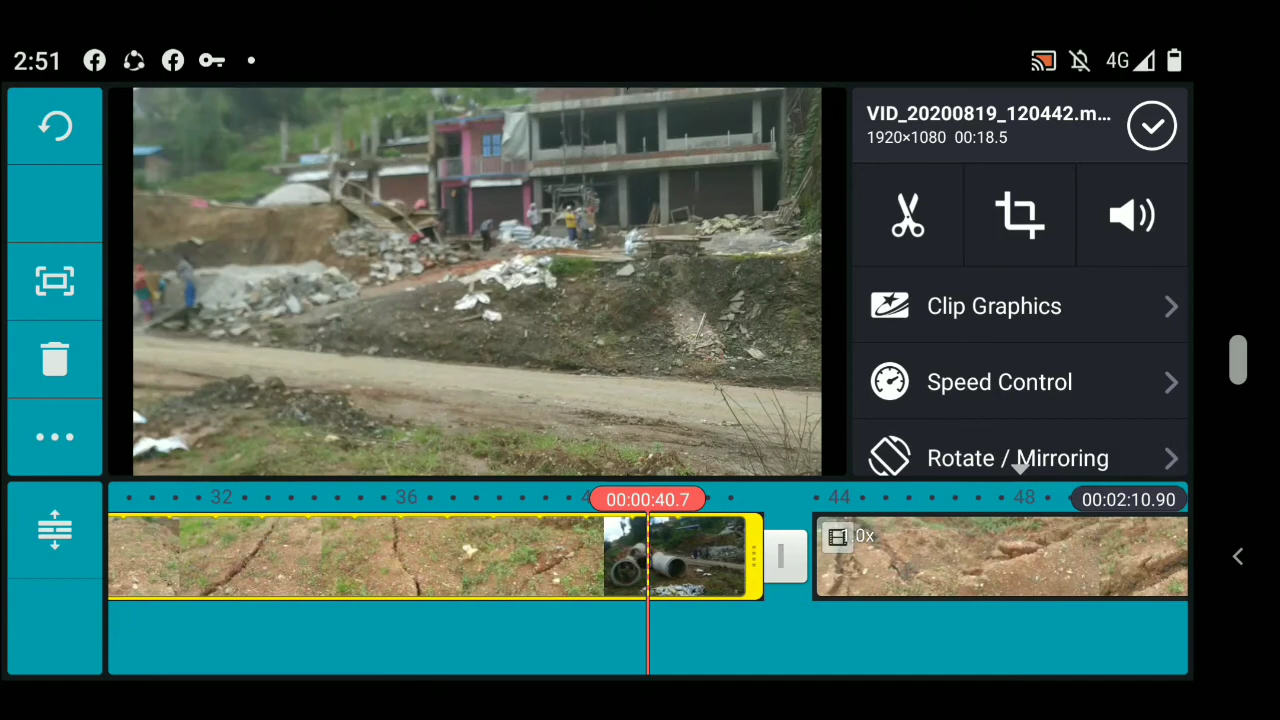 2:51
4G
VID_20200819_120442.m...
1920×1080 00:18.5
Clip Graphics
Speed Control
Rotate / Mirroring
32
36
00:00:40.7
44
48
00:02:10.90
1.0x